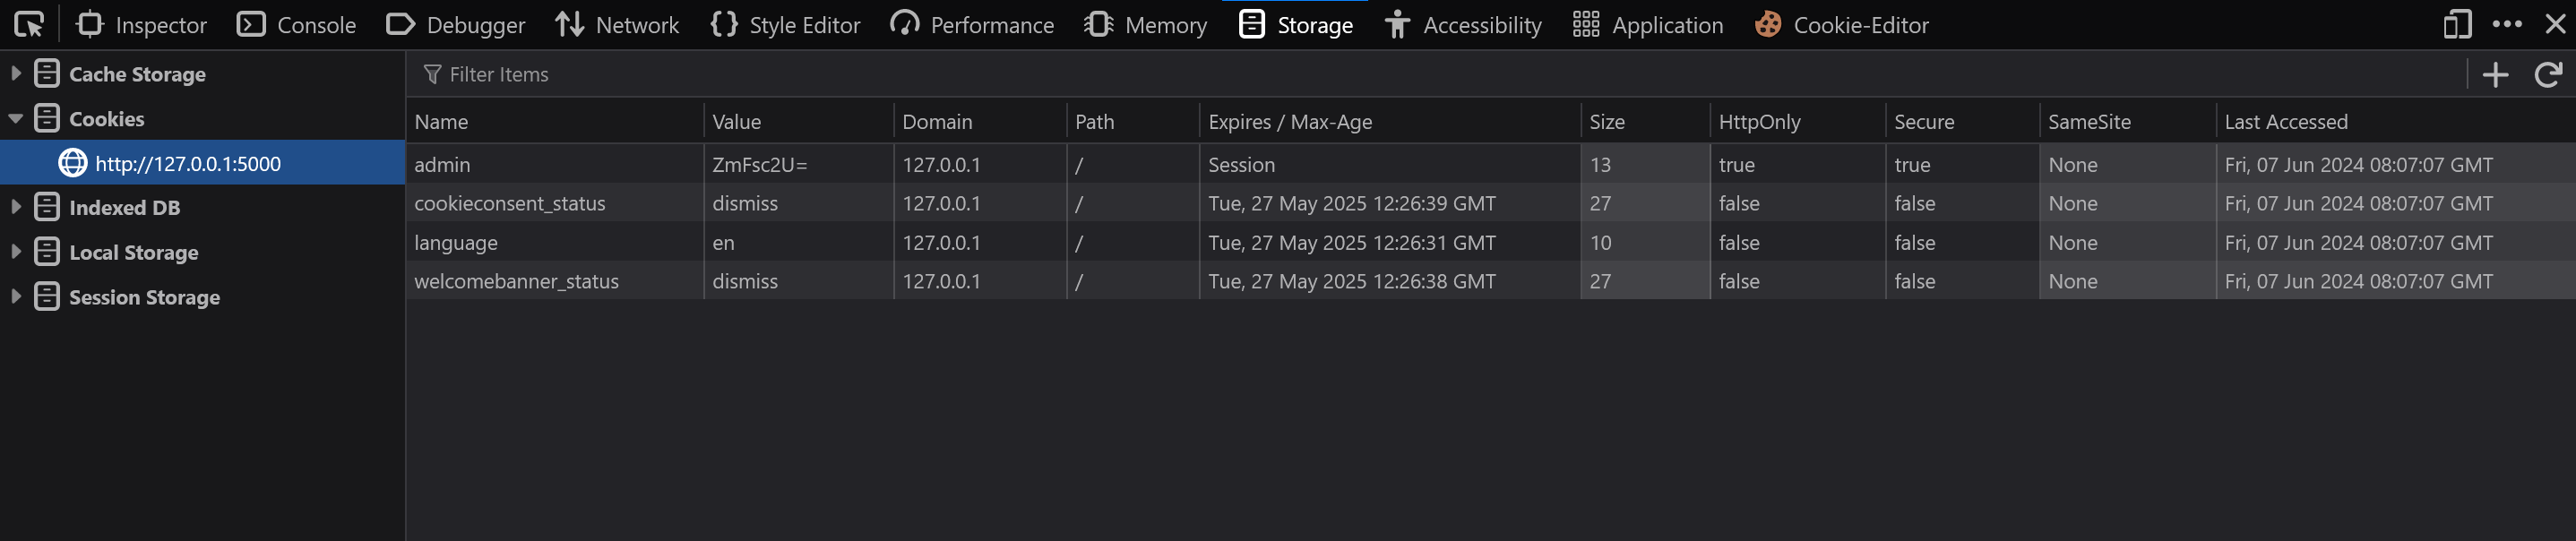 Inspector Console Debugger Network Style Editor Performance Memory Storage Accessibility Application Cookie-Editor
Cache Storage
Cookies
http://127.0.0.1:5000
Indexed DB
Local Storage
Session Storage
Filter Items
Name Value Domain Path Expires / Max-Age Size HttpOnly Secure SameSite Last Accessed
admin ZmFsc2U= 127.0.0.1 / Session 13 true true None Fri, 07 Jun 2024 08:07:07 GMT
cookieconsent_status dismiss 127.0.0.1 / Tue, 27 May 2025 12:26:39 GMT 27 false false None Fri, 07 Jun 2024 08:07:07 GMT
language en 127.0.0.1 / Tue, 27 May 2025 12:26:31 GMT 10 false false None Fri, 07 Jun 2024 08:07:07 GMT
welcomebanner_status dismiss 127.0.0.1 / Tue, 27 May 2025 12:26:38 GMT 27 false false None Fri, 07 Jun 2024 08:07:07 GMT